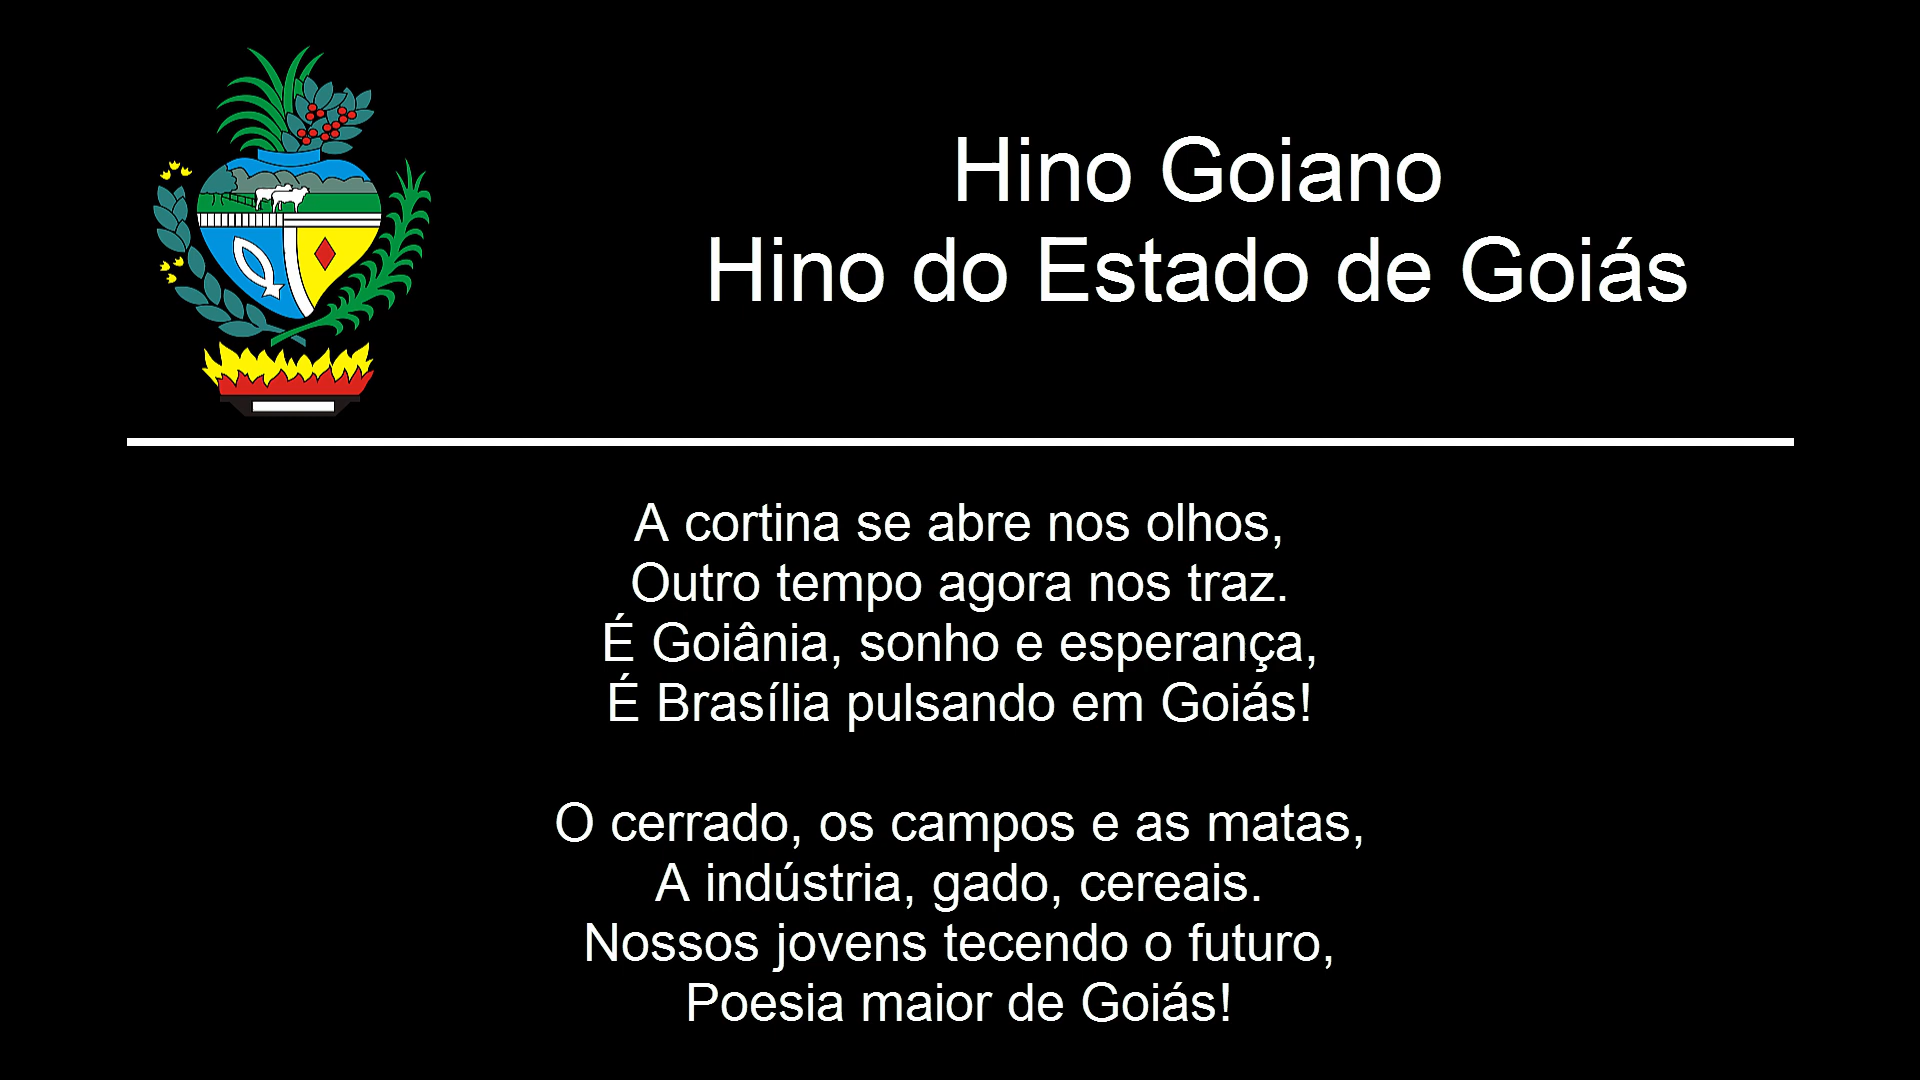 Hino Goiano
Hino do Estado de Goiás
A cortina se abre nos olhos,
Outro tempo agora nos traz.
É Goiânia, sonho e esperança,
É Brasília pulsando em Goiás!
O cerrado, os campos e as matas,
A indústria, gado, cereais.
Nossos jovens tecendo o futuro,
Poesia maior de Goiás!